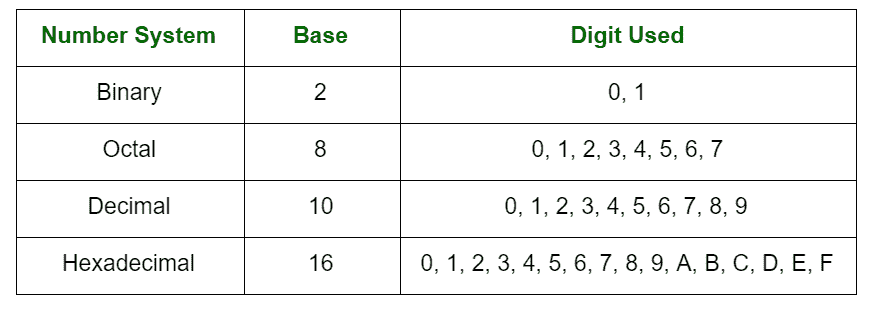 Number System Base Digit Used
Binary 2 0, 1
Octal 8 0, 1, 2, 3, 4, 5, 6, 7
Decimal 10 0, 1, 2, 3, 4, 5, 6, 7, 8, 9
Hexadecimal 16 0, 1, 2, 3, 4, 5, 6, 7, 8, 9, A, B, C, D, E, F